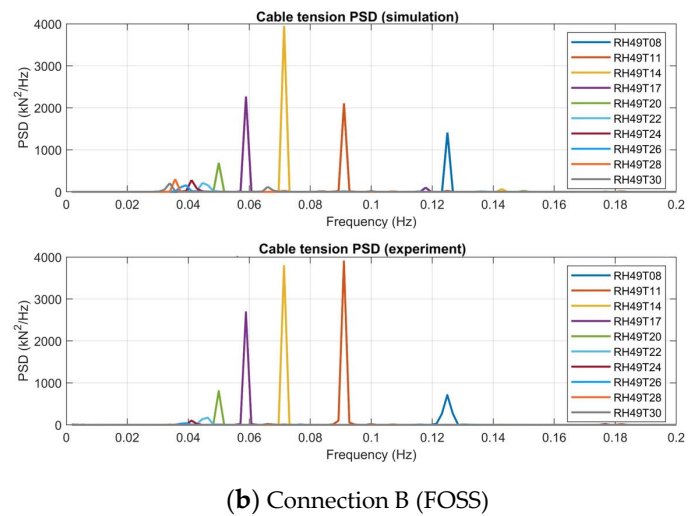 Cable tension PSD (simulation)
PSD (kN²/Hz)
4000
3000
2000
1000
0
0 0.02 0.04 0.06 0.08 0.1 0.12 0.14 0.16 0.18 0.2
Frequency (Hz)
RH49T08
RH49T11
RH49T14
RH49T17
RH49T20
RH49T22
RH49T24
RH49T26
RH49T28
RH49T30
Cable tension PSD (experiment)
PSD (kN²/Hz)
4000
3000
2000
1000
0
0 0.02 0.04 0.06 0.08 0.1 0.12 0.14 0.16 0.18 0.2
Frequency (Hz)
RH49T08
RH49T11
RH49T14
RH49T17
RH49T20
RH49T22
RH49T24
RH49T26
RH49T28
RH49T30
(b) Connection B (FOSS)